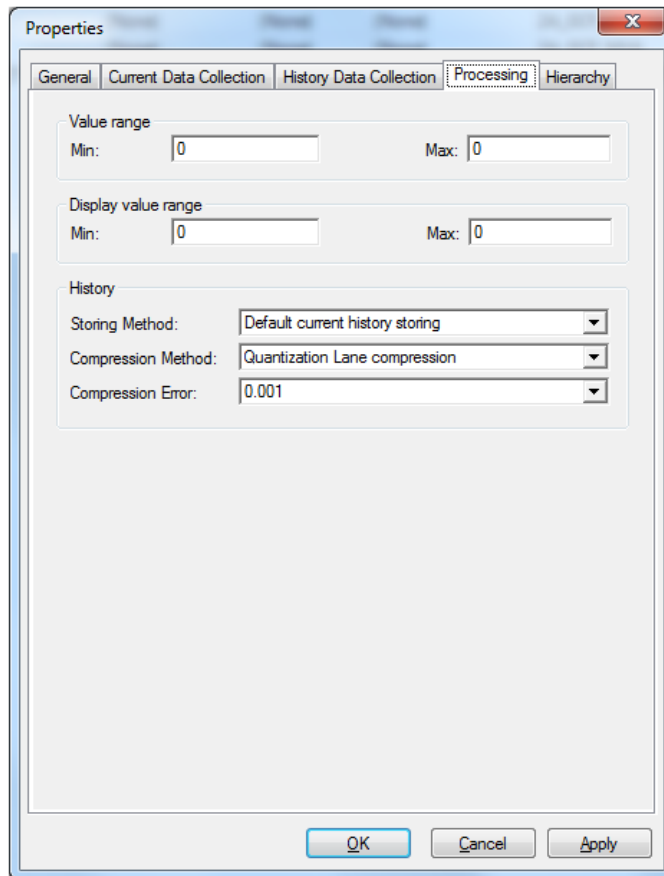 Properties
General Current Data Collection History Data Collection Processing Hierarchy
Value range
Min: 0 Max: 0
Display value range
Min: 0 Max: 0
History
Storing Method: Default current history storing
Compression Method: Quantization Lane compression
Compression Error: 0.001
OK Cancel Apply